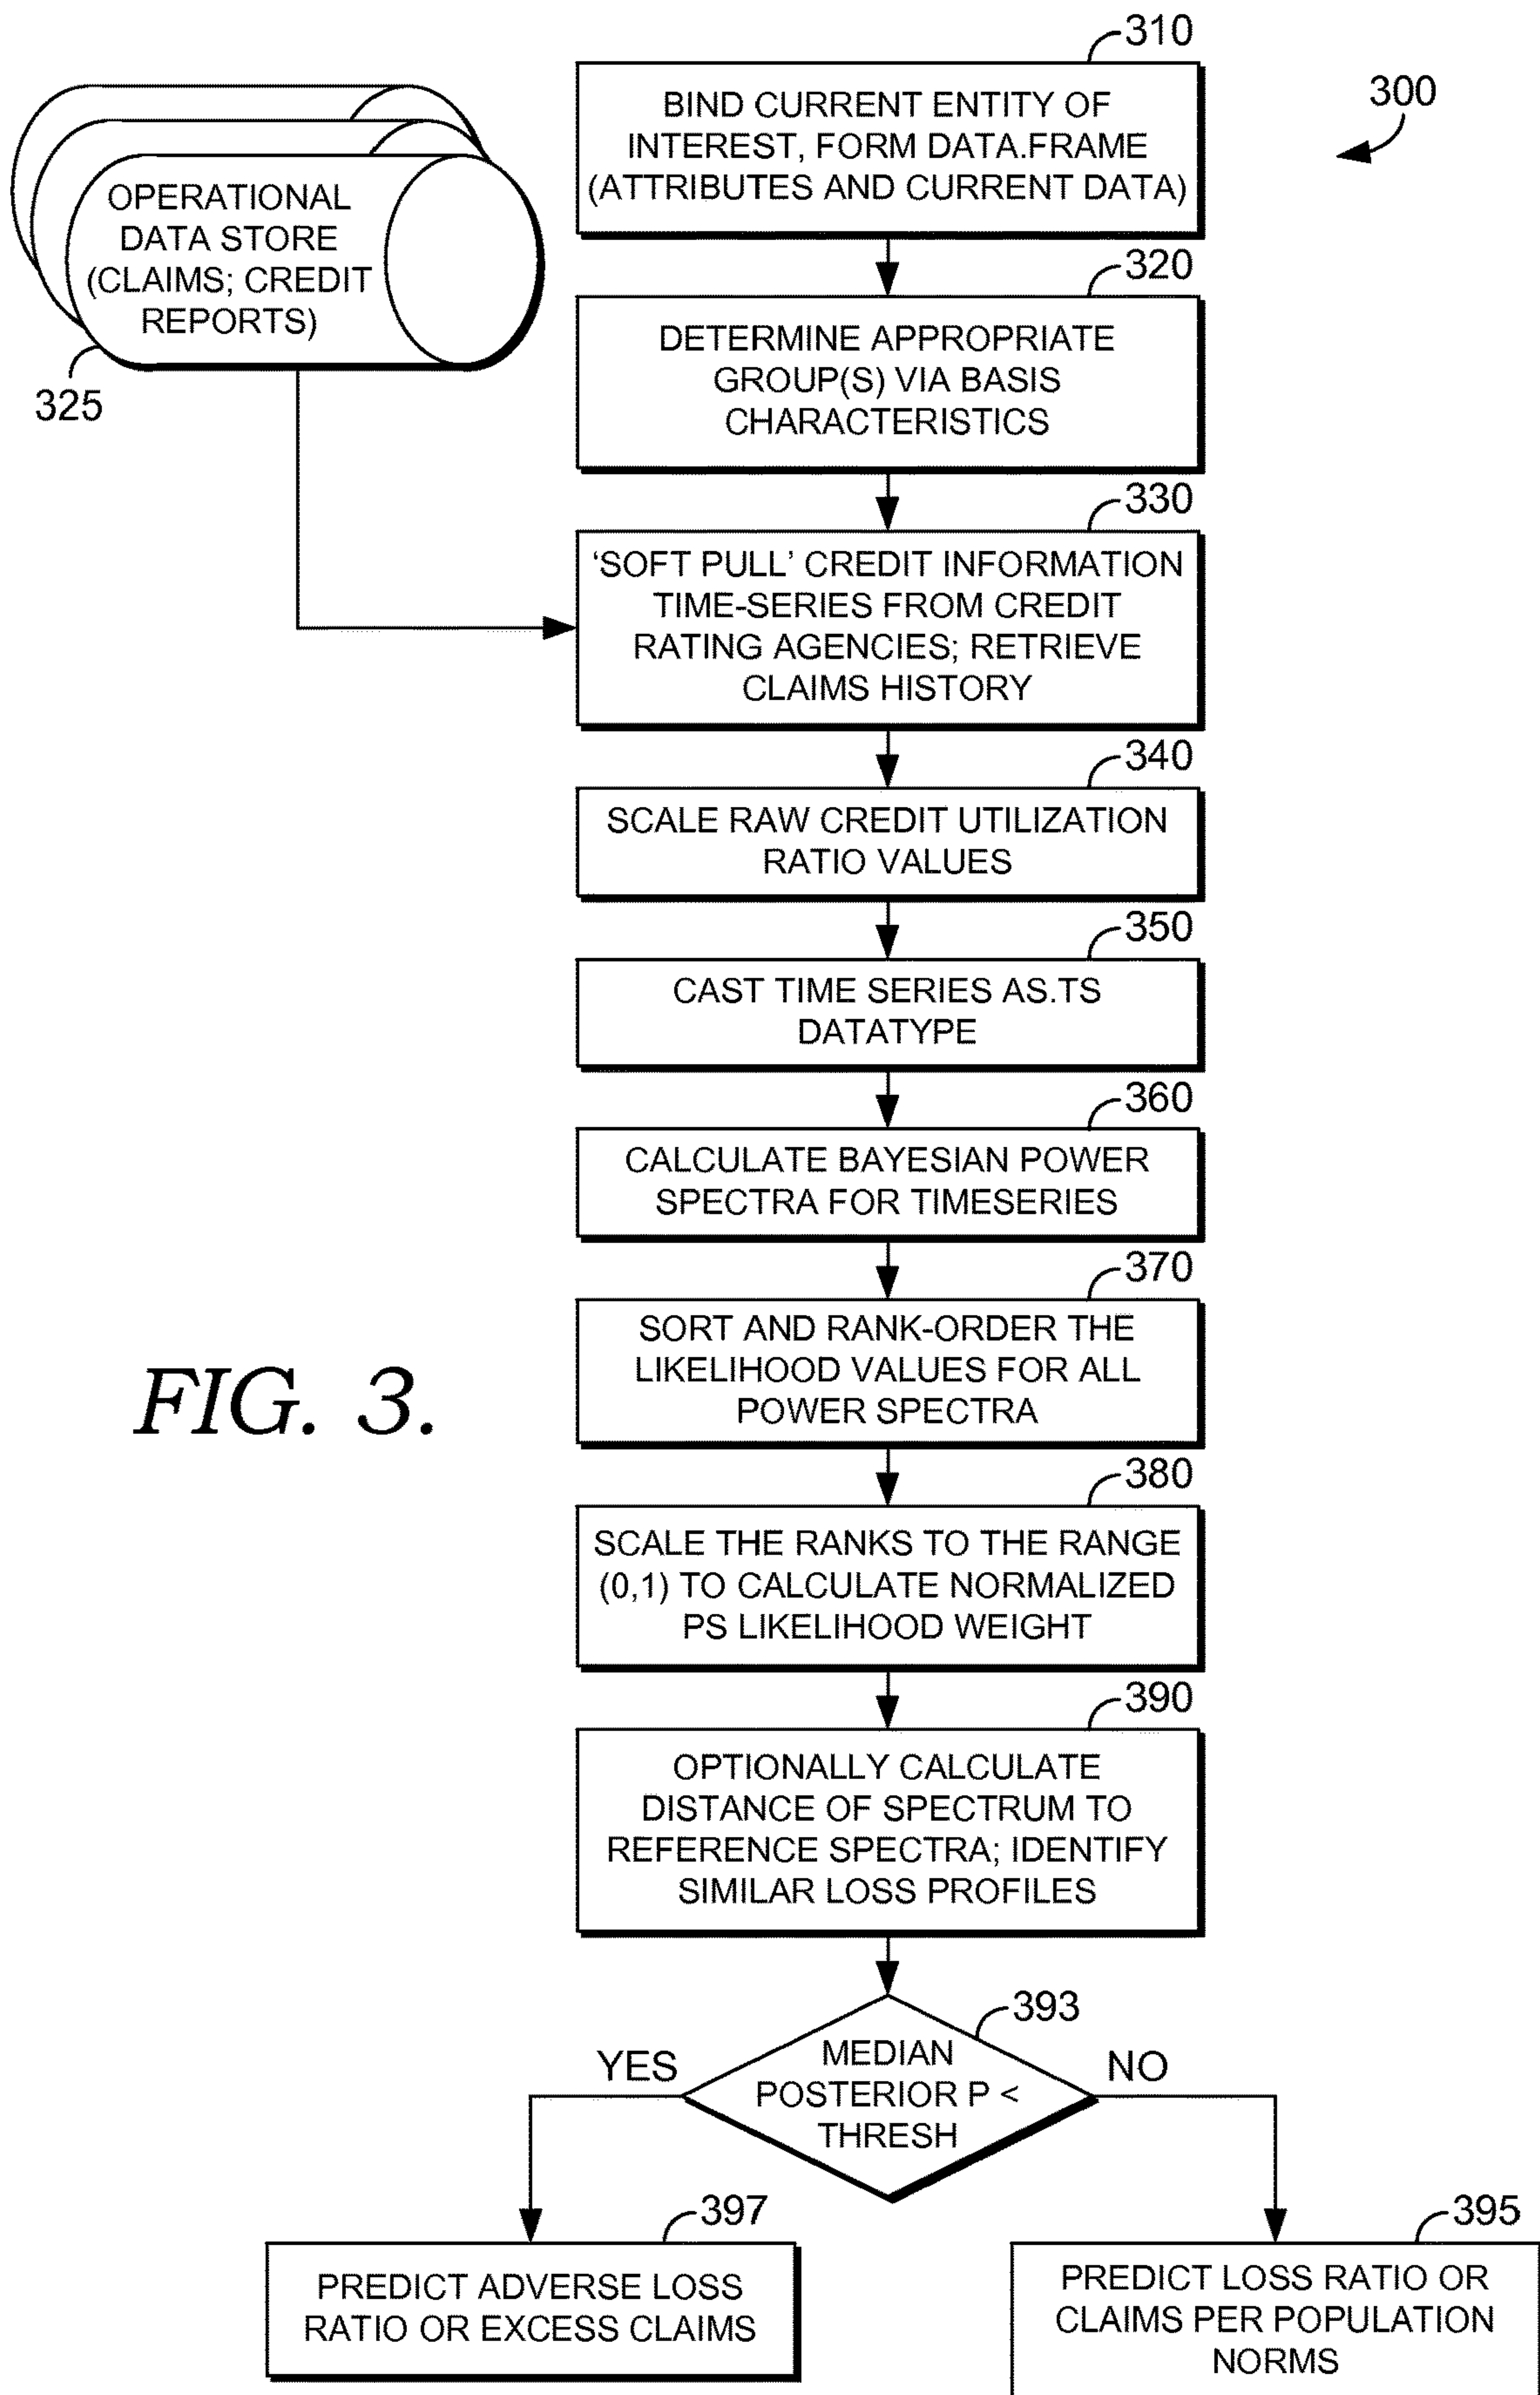 310
BIND CURRENT ENTITY OF
INTEREST, FORM DATA.FRAME
(ATTRIBUTES AND CURRENT DATA)
300
OPERATIONAL
DATA STORE
(CLAIMS; CREDIT
REPORTS)
325
320
DETERMINE APPROPRIATE
GROUP(S) VIA BASIS
CHARACTERISTICS
330
‘SOFT PULL’ CREDIT INFORMATION
TIME-SERIES FROM CREDIT
RATING AGENCIES; RETRIEVE
CLAIMS HISTORY
340
SCALE RAW CREDIT UTILIZATION
RATIO VALUES
350
CAST TIME SERIES AS.TS
DATATYPE
360
CALCULATE BAYESIAN POWER
SPECTRA FOR TIMESERIES
370
SORT AND RANK-ORDER THE
LIKELIHOOD VALUES FOR ALL
POWER SPECTRA
FIG. 3.
380
SCALE THE RANKS TO THE RANGE
(0,1) TO CALCULATE NORMALIZED
PS LIKELIHOOD WEIGHT
390
OPTIONALLY CALCULATE
DISTANCE OF SPECTRUM TO
REFERENCE SPECTRA; IDENTIFY
SIMILAR LOSS PROFILES
393
MEDIAN
POSTERIOR P <
THRESH
YES
NO
397
PREDICT ADVERSE LOSS
RATIO OR EXCESS CLAIMS
395
PREDICT LOSS RATIO OR
CLAIMS PER POPULATION
NORMS